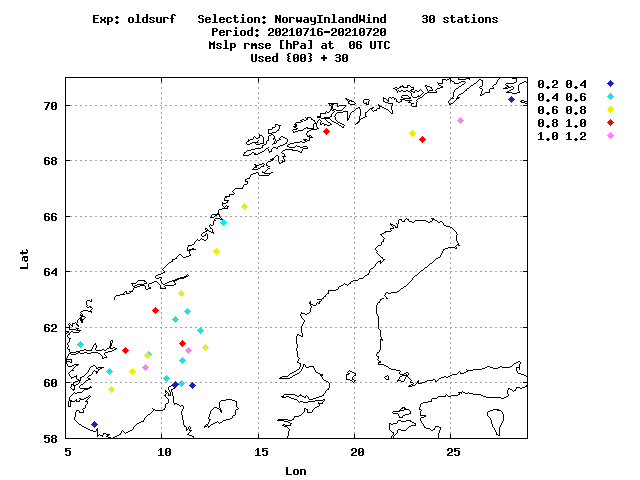 Exp: oldsurf   Selection: NorwayInlandWind     30 stations
Period: 20210716-20210720
Mslp rmse [hPa] at  06 UTC
Used {00} + 30
0.2 0.4
0.4 0.6
0.6 0.8
0.8 1.0
1.0 1.2
70
68
66
64
62
60
58
Lat
5 10 15 20 25
Lon